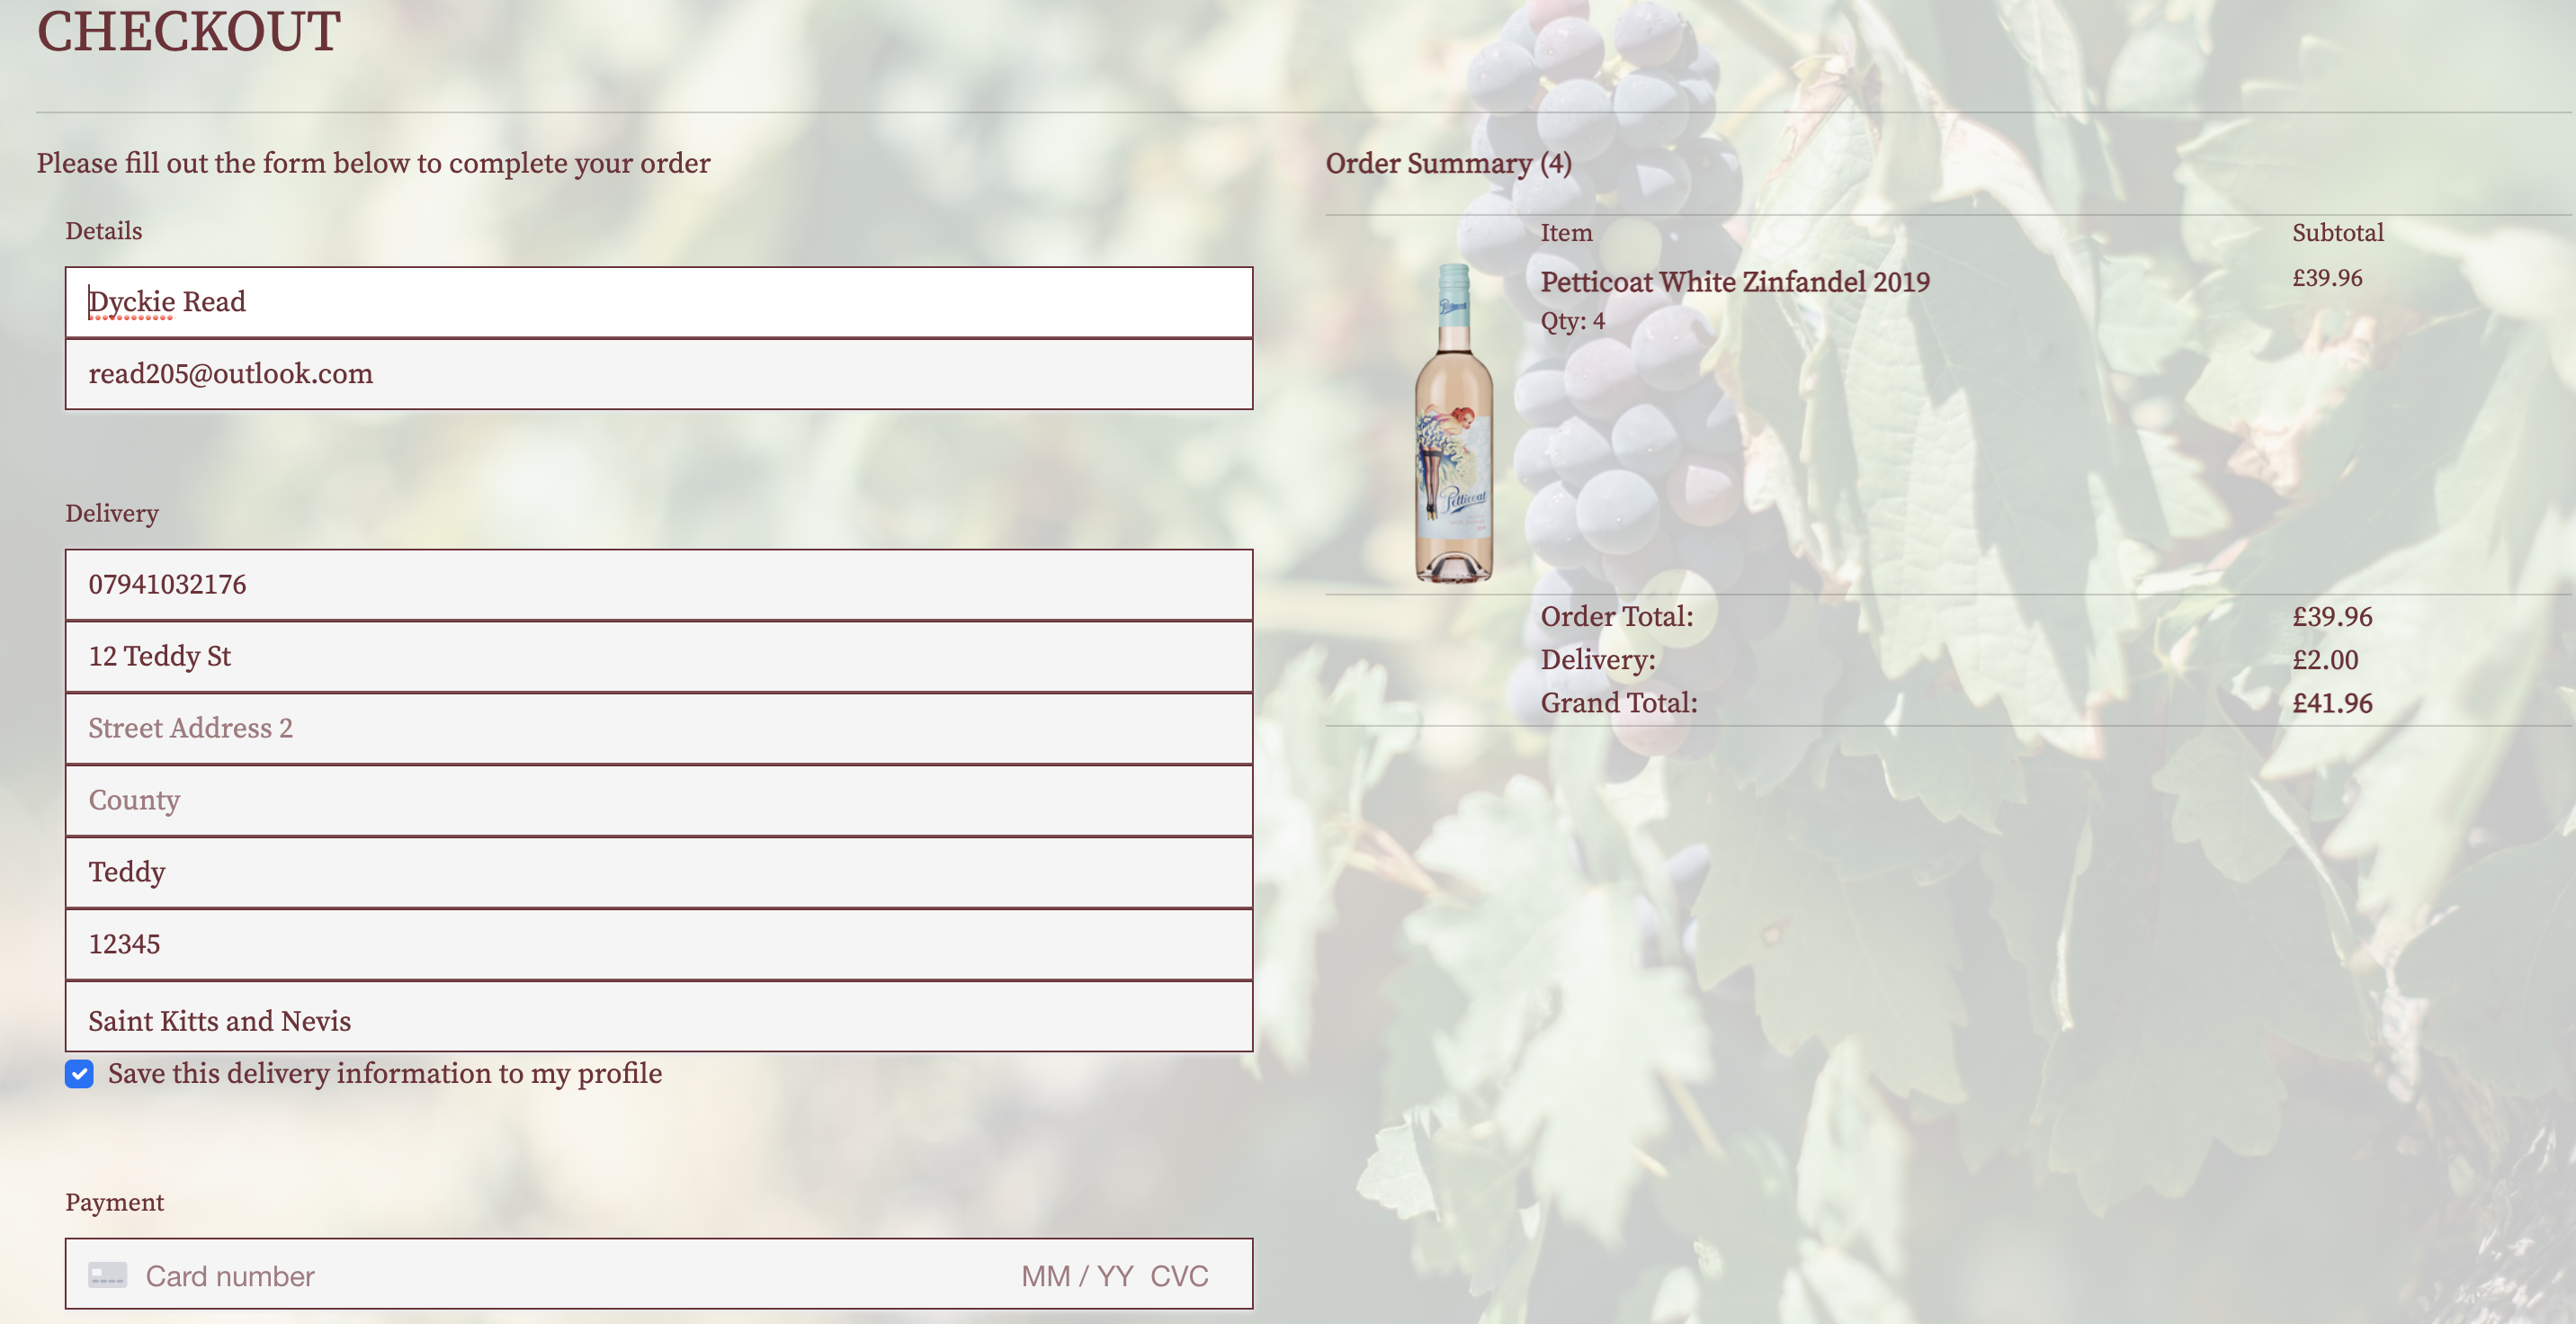 CHECKOUT
Please fill out the form below to complete your order
Details
Dyckie Read
read205@outlook.com
Delivery
07941032176
12 Teddy St
Street Address 2
County
Teddy
12345
Saint Kitts and Nevis
Save this delivery information to my profile
Payment
Card number MM / YY CVC
Order Summary (4)
Item Subtotal
Petticoat White Zinfandel 2019 £39.96
Qty: 4
Petticoat
Order Total: £39.96
Delivery: £2.00
Grand Total: £41.96